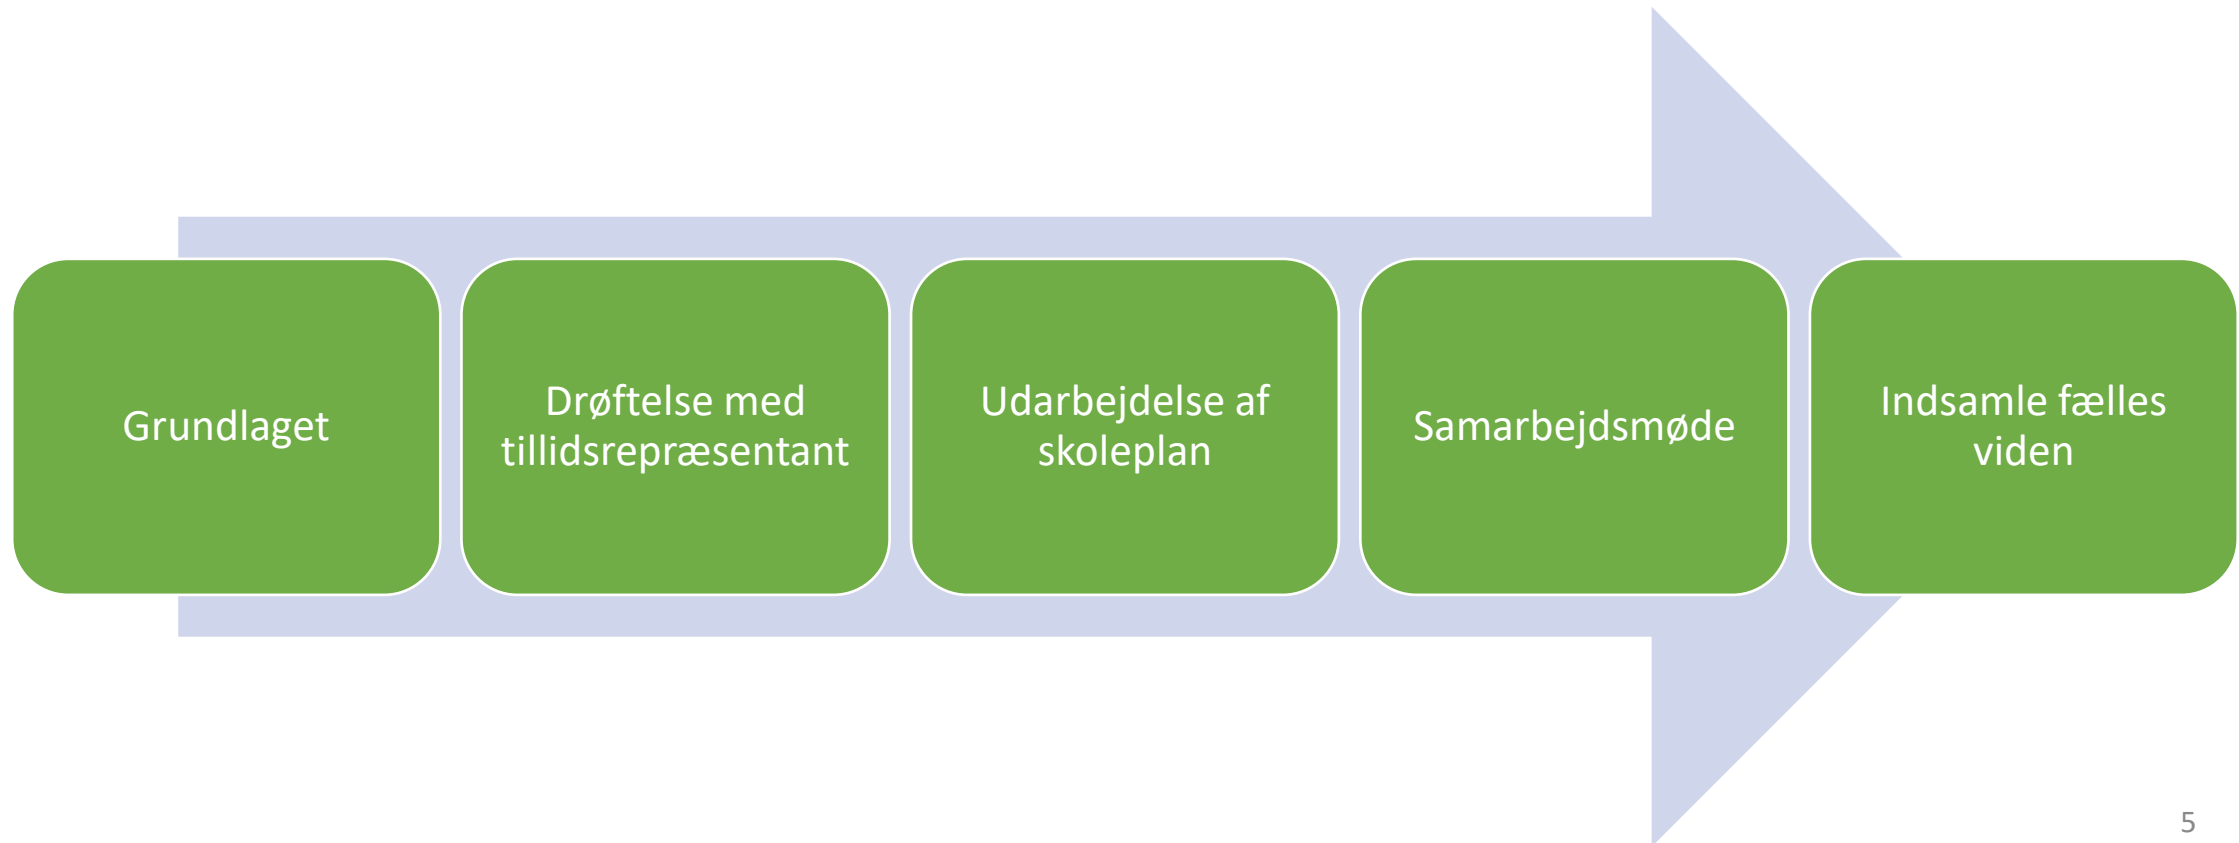 Grundlaget
Drøftelse med
tillidsrepræsentant
Udarbejdelse af
skoleplan
Samarbejdsmøde
Indsamle fælles
viden
5